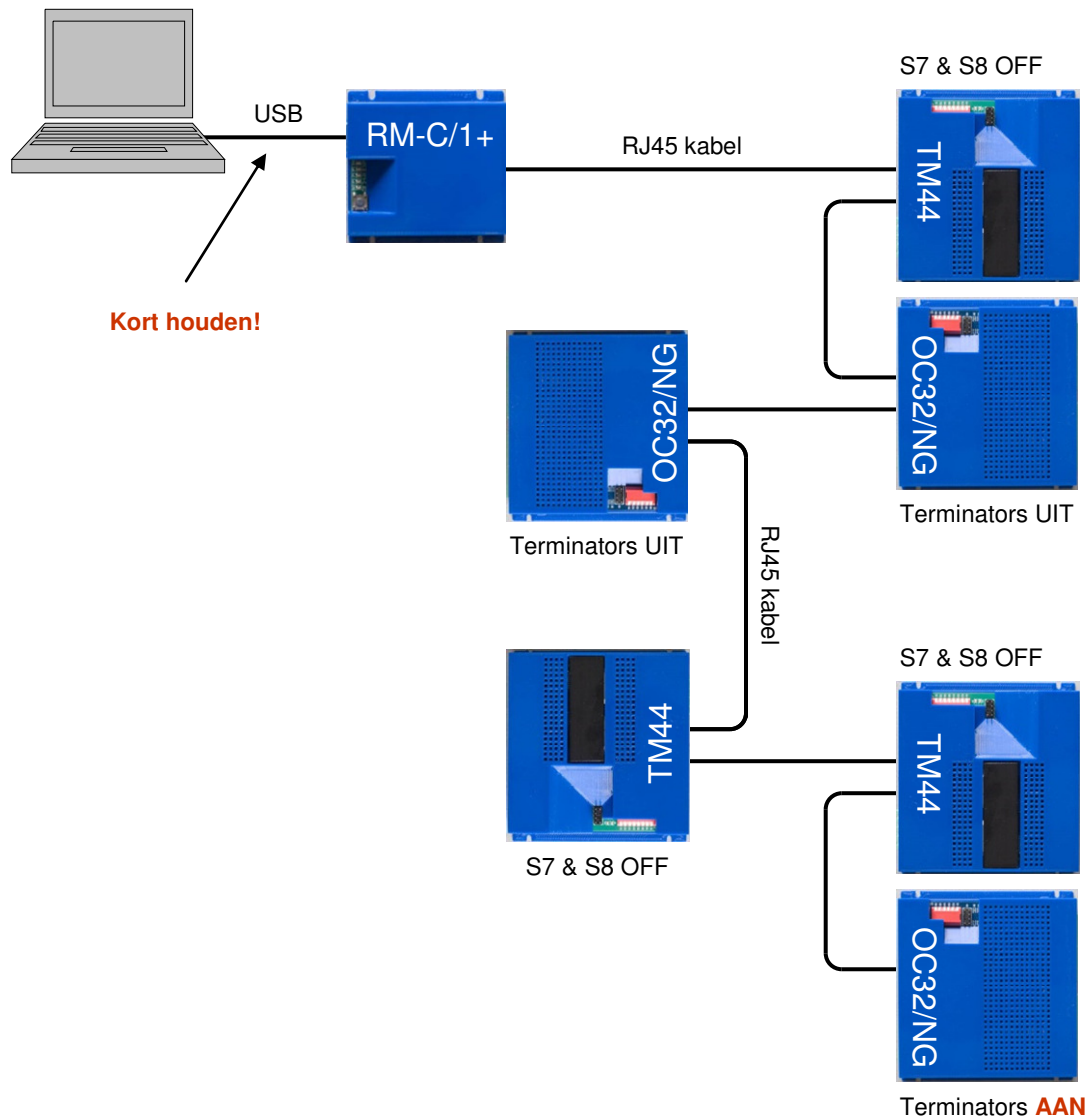 S7 & S8 OFF
USB
RM-C/1+
RJ45 kabel
TM44
Kort houden!
OC32/NG
OC32/NG
Terminators UIT
Terminators UIT
RJ45 kabel
S7 & S8 OFF
TM44
TM44
S7 & S8 OFF
OC32/NG
Terminators AAN